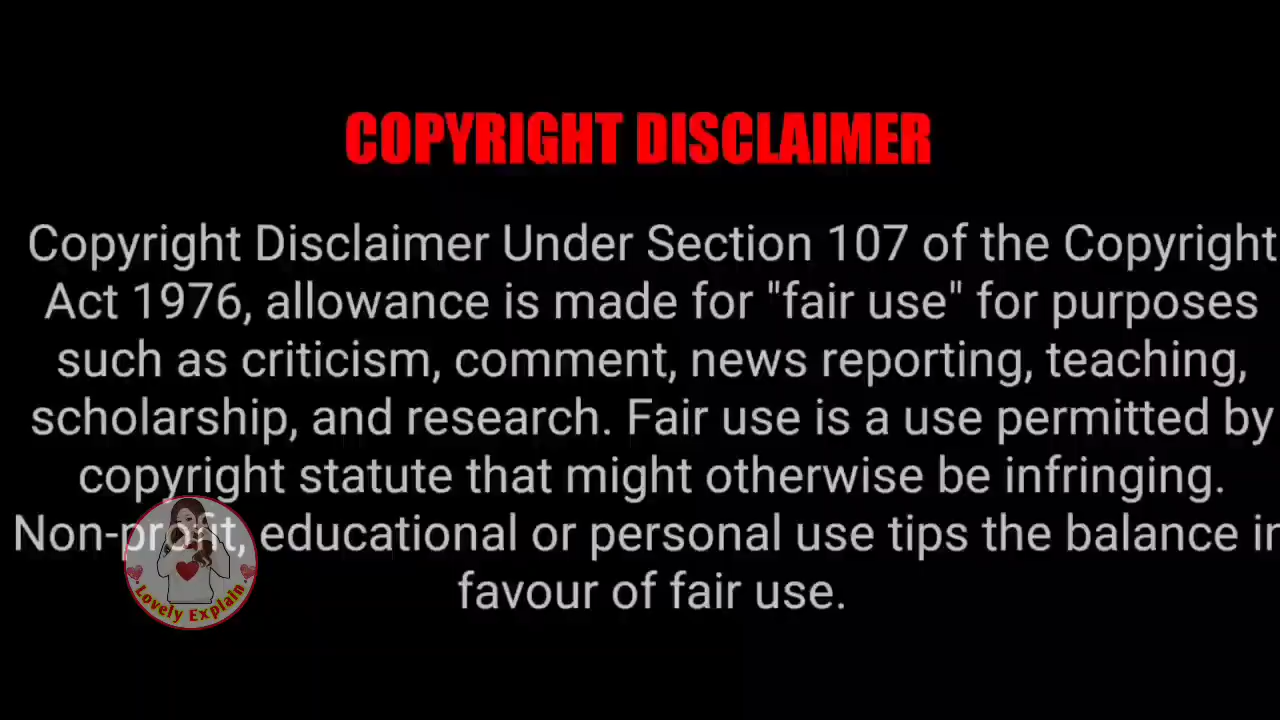 COPYRIGHT DISCLAIMER
Copyright Disclaimer Under Section 107 of the Copyright
Act 1976, allowance is made for "fair use" for purposes
such as criticism, comment, news reporting, teaching,
scholarship, and research. Fair use is a use permitted by
copyright statute that might otherwise be infringing.
Non-profit, educational or personal use tips the balance in
favour of fair use.
Lovely Explain